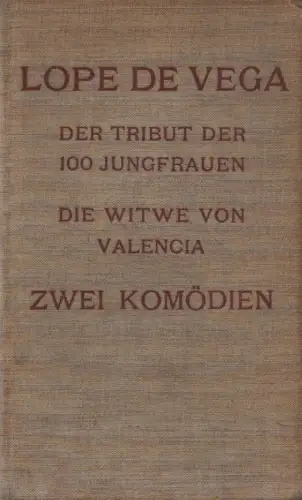 LOPE DE VEGA
DER TRIBUT DER
100 JUNGFRAUEN
DIE WITWE VON
VALENCIA
ZWEI KOMÖDIEN